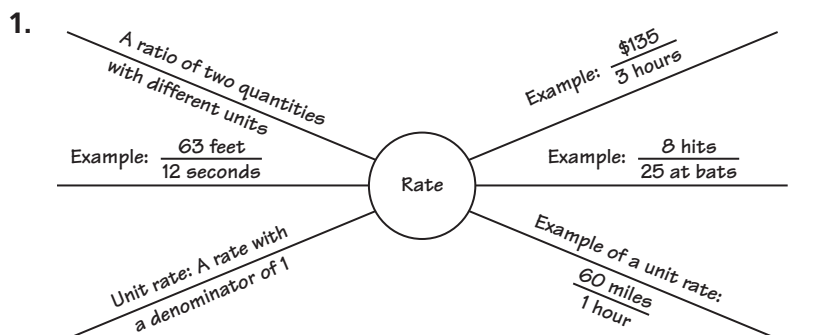 1.
A ratio of two quantities
with different units
Example: $135
3 hours
Example: 63 feet
12 seconds
Rate
Example: 8 hits
25 at bats
Unit rate: A rate with
a denominator of 1
Example of a unit rate:
60 miles
1 hour